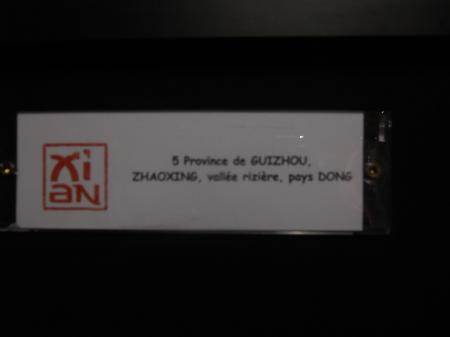 Xi
aN
5 Province de GUIZHOU,
ZHAOXING, vallée rizière, pays DONG